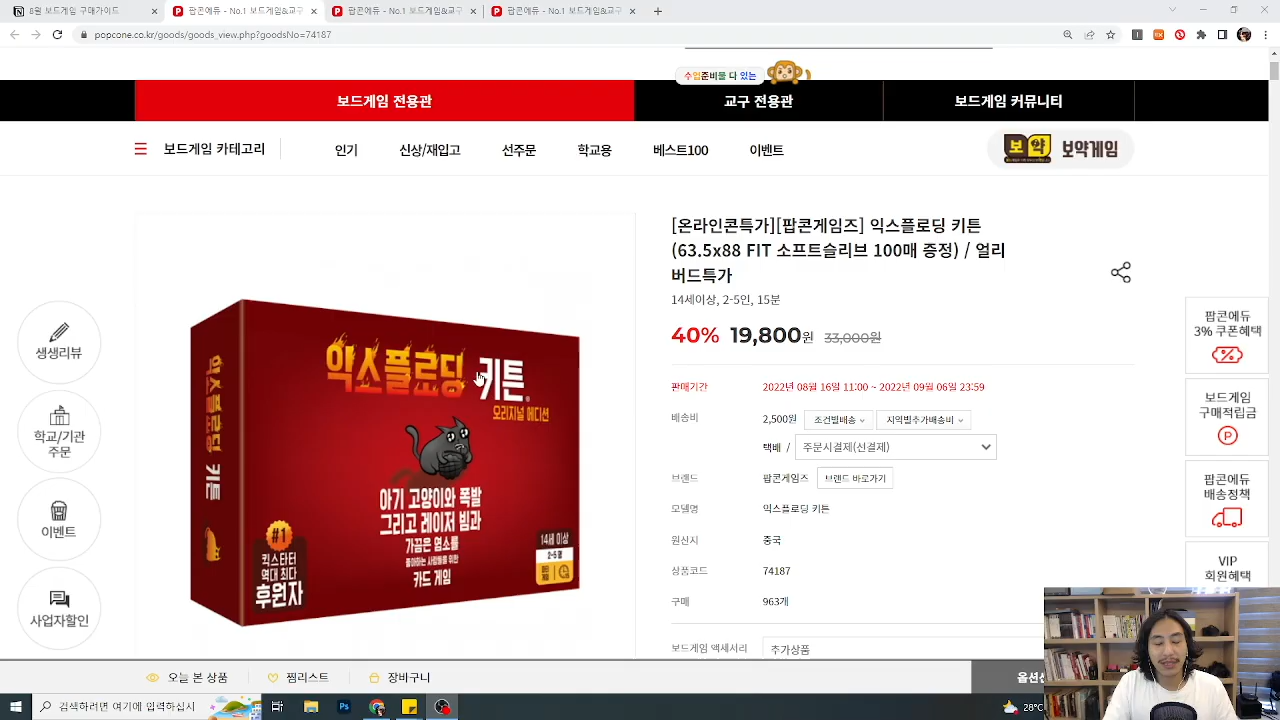 8월 보드게임 구매가이드
팝콘에듀 - No.1 보드게임&교구
팝콘에듀 - No.1 보드게임&교구
팝콘에듀 - No.1 보드게임&교구
popcone.co.kr/goods/goods_view.php?goodsNo=74187
수업준비물 다 있는
보드게임 전용관
교구 전용관
보드게임 커뮤니티
보드게임 카테고리
인기
신상/재입고
선주문
학교용
베스트100
이벤트
보약
보약게임
[온라인콘특가][팝콘게임즈] 익스플로딩 키튼
(63.5x88 FIT 소프트슬리브 100매 증정) / 얼리
버드특가
14세이상, 2-5인, 15분
40% 19,800원 33,000원
판매기간 2022년 08월 16일 11:00 ~ 2022년 09월 06일 23:59
배송비 2,500원 조건별배송 지역별추가배송비
택배 / 주문시결제(선결제)
브랜드 팝콘게임즈 브랜드 바로가기
모델명 익스플로딩 키튼
원산지 중국
상품코드 74187
구매 963개
보드게임 액세서리 추가상품
생생리뷰
학교/기관
주문
이벤트
사업자할인
익스플로딩 키튼
익스플로딩 키튼
오리지널 에디션
아기 고양이와 폭발
그리고 레이저 빔과
가끔은 염소를
좋아하는 사람들을 위한
카드 게임
#1
킥스타터
역대 최다
후원자
14세 이상
2-5명
팝콘에듀
3% 쿠폰혜택
보드게임
구매적립금
팝콘에듀
배송정책
VIP
회원혜택
오늘 본 상품
찜리스트
장바구니
검색하려면 여기에 입력하십시
28°C